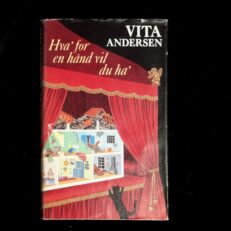 VITA
ANDERSEN
Hva' for
en hånd vil
du ha'